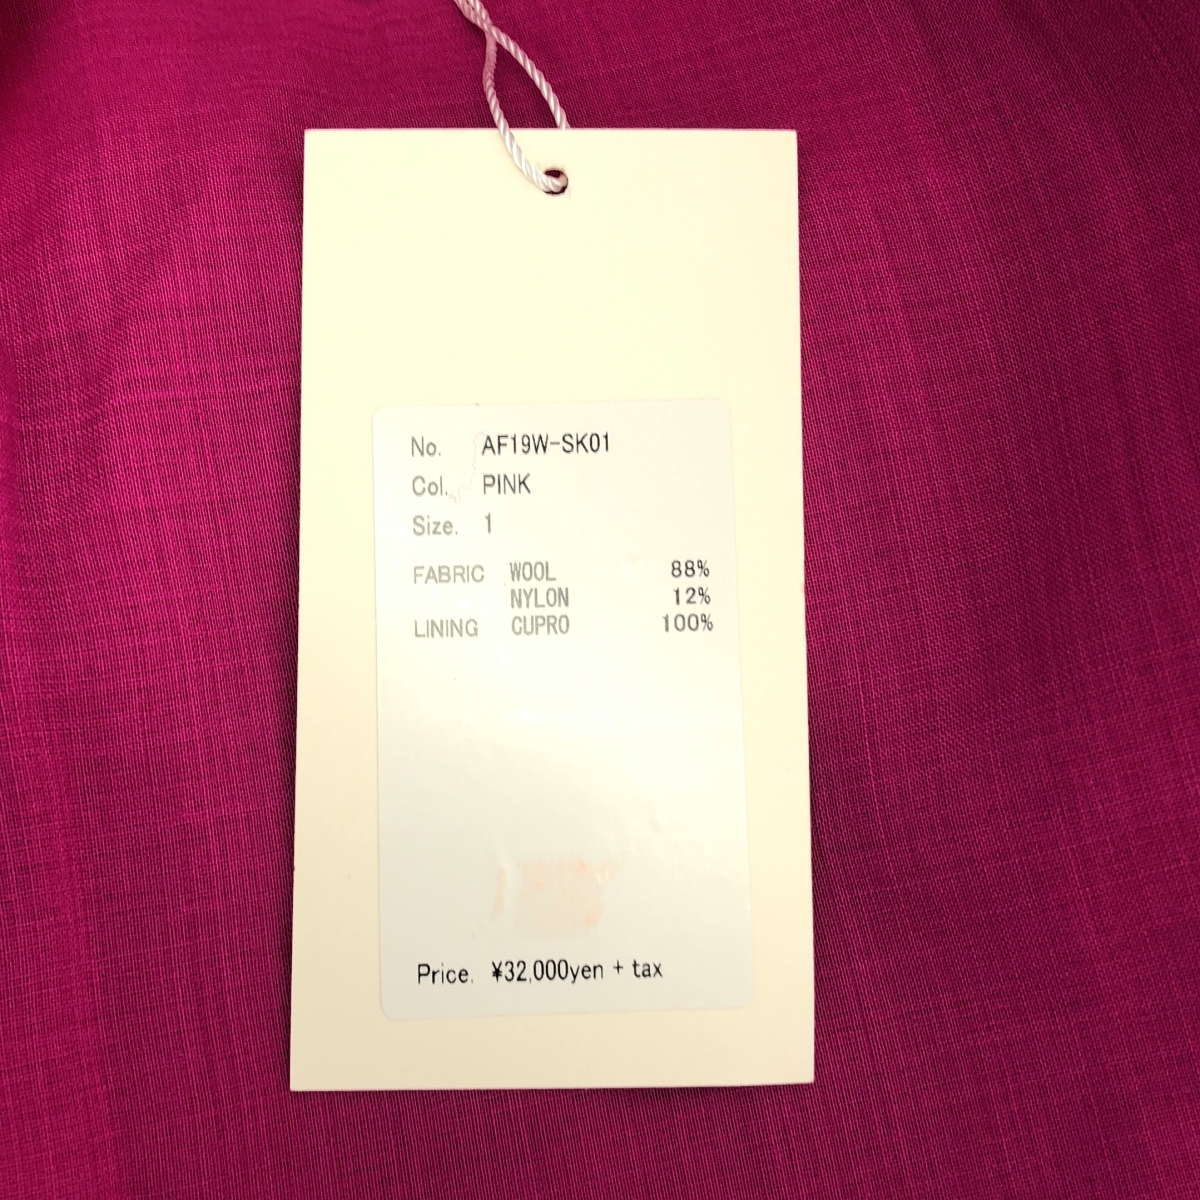 No. AF19W-SK01
Col. PINK
Size. 1
FABRIC WOOL 88%
NYLON 12%
LINING CUPRO 100%
Price. ¥32,000yen + tax